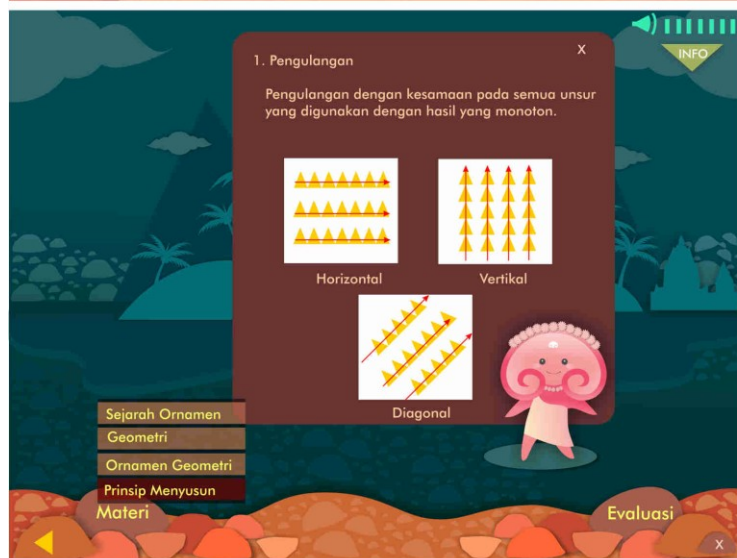 INFO
X
1. Pengulangan
Pengulangan dengan kesamaan pada semua unsur
yang digunakan dengan hasil yang monoton.
Horizontal
Vertikal
Diagonal
Sejarah Ornamen
Geometri
Ornamen Geometri
Prinsip Menyusun
Materi
Evaluasi
X